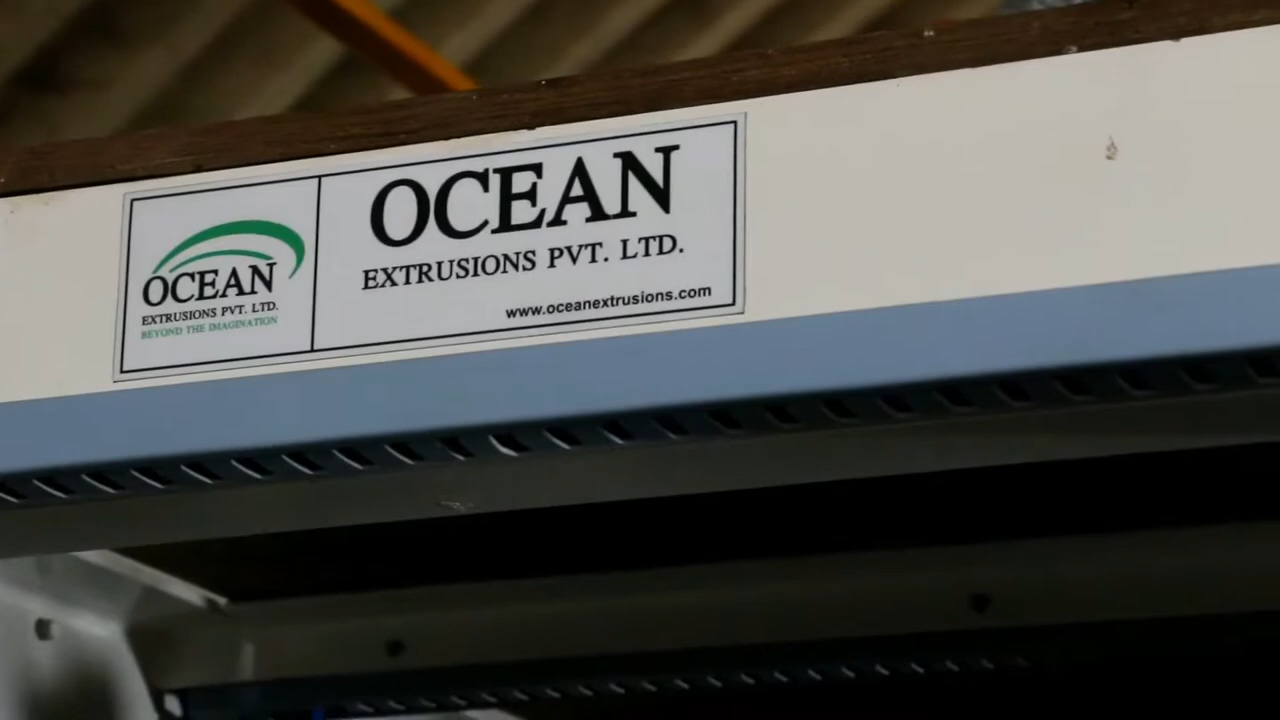 OCEAN
EXTRUSIONS PVT. LTD.
BEYOND THE IMAGINATION
OCEAN
EXTRUSIONS PVT. LTD.
www.oceanextrusions.com